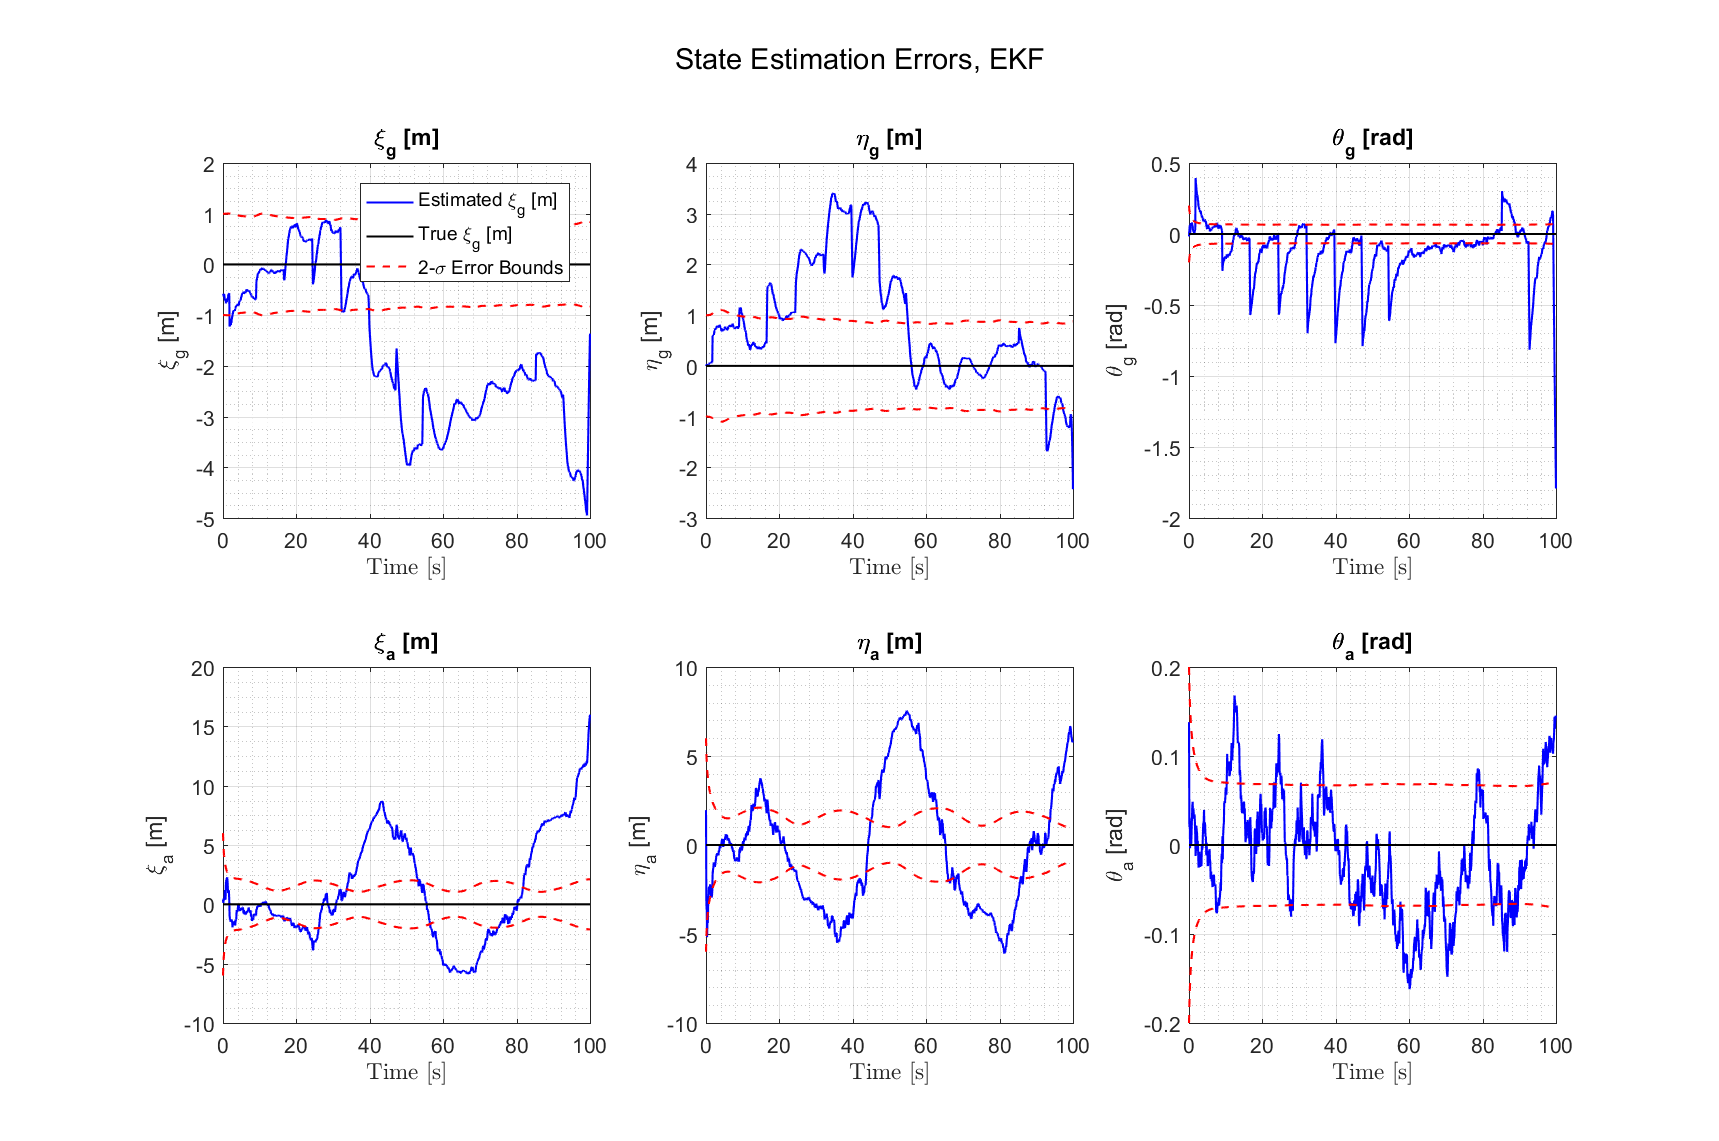 State Estimation Errors, EKF
ξg [m]
2
1
0
-1
-2
-3
-4
-5
ξg [m]
Estimated ξg [m]
True ξg [m]
2-σ Error Bounds
0 20 40 60 80 100
Time [s]
ηg [m]
4
3
2
1
0
-1
-2
-3
ηg [m]
0 20 40 60 80 100
Time [s]
θg [rad]
0.5
0
-0.5
-1
-1.5
-2
θg [rad]
0 20 40 60 80 100
Time [s]
ξa [m]
20
15
10
5
0
-5
-10
ξa [m]
0 20 40 60 80 100
Time [s]
ηa [m]
10
5
0
-5
-10
ηa [m]
0 20 40 60 80 100
Time [s]
θa [rad]
0.2
0.1
0
-0.1
-0.2
θa [rad]
0 20 40 60 80 100
Time [s]